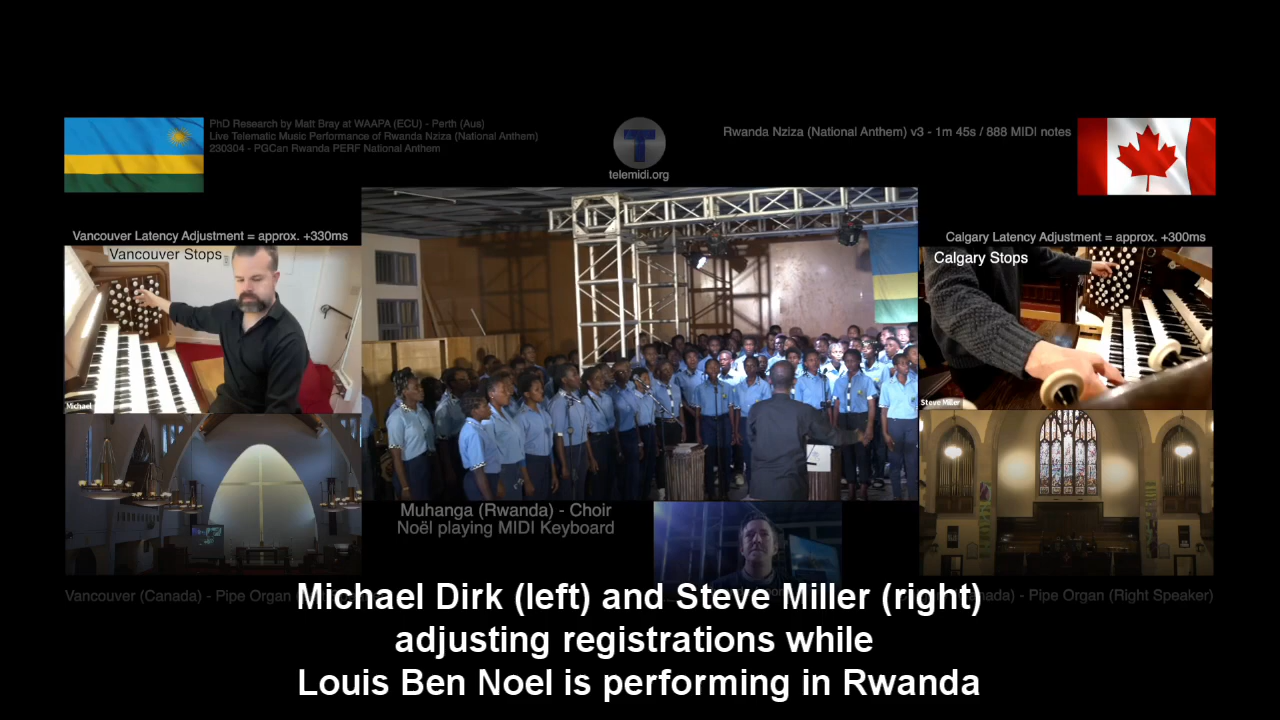 PhD Research by Matt Bray at WAAPA (ECU) - Perth (Aus)
Live Telematic Music Performance of Rwanda Nziza (National Anthem)
230304 - PGCan Rwanda PERF National Anthem
T
telemidi.org
Rwanda Nziza (National Anthem) v3 - 1m 45s / 888 MIDI notes
Vancouver Latency Adjustment = approx. +330ms
Calgary Latency Adjustment = approx. +300ms
Vancouver Stops
Calgary Stops
Michael
Steve Miller
Muhanga (Rwanda) - Choir
Noël playing MIDI Keyboard
Vancouver (Canada) - Pipe Organ
- Pipe Organ (Right Speaker)
Michael Dirk (left) and Steve Miller (right)
adjusting registrations while
Louis Ben Noel is performing in Rwanda